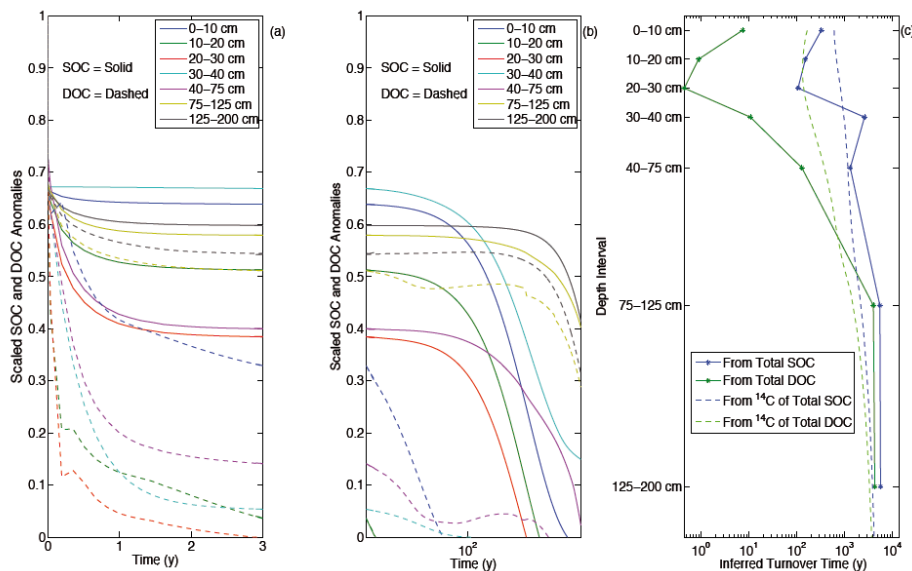 (a)
0–10 cm
10–20 cm
20–30 cm
30–40 cm
40–75 cm
75–125 cm
125–200 cm
SOC = Solid
DOC = Dashed
1
0.9
0.8
0.7
0.6
0.5
0.4
0.3
0.2
0.1
0
Scaled SOC and DOC Anomalies
0
1
2
3
Time (y)
(b)
0–10 cm
10–20 cm
20–30 cm
30–40 cm
40–75 cm
75–125 cm
125–200 cm
SOC = Solid
DOC = Dashed
1
0.9
0.8
0.7
0.6
0.5
0.4
0.3
0.2
0.1
0
Scaled SOC and DOC Anomalies
10²
Time (y)
(c)
0–10 cm
10–20 cm
20–30 cm
30–40 cm
40–75 cm
75–125 cm
125–200 cm
Depth Interval
From Total SOC
From Total DOC
From ¹⁴C of Total SOC
From ¹⁴C of Total DOC
10⁰
10¹
10²
10³
10⁴
Inferred Turnover Time (y)